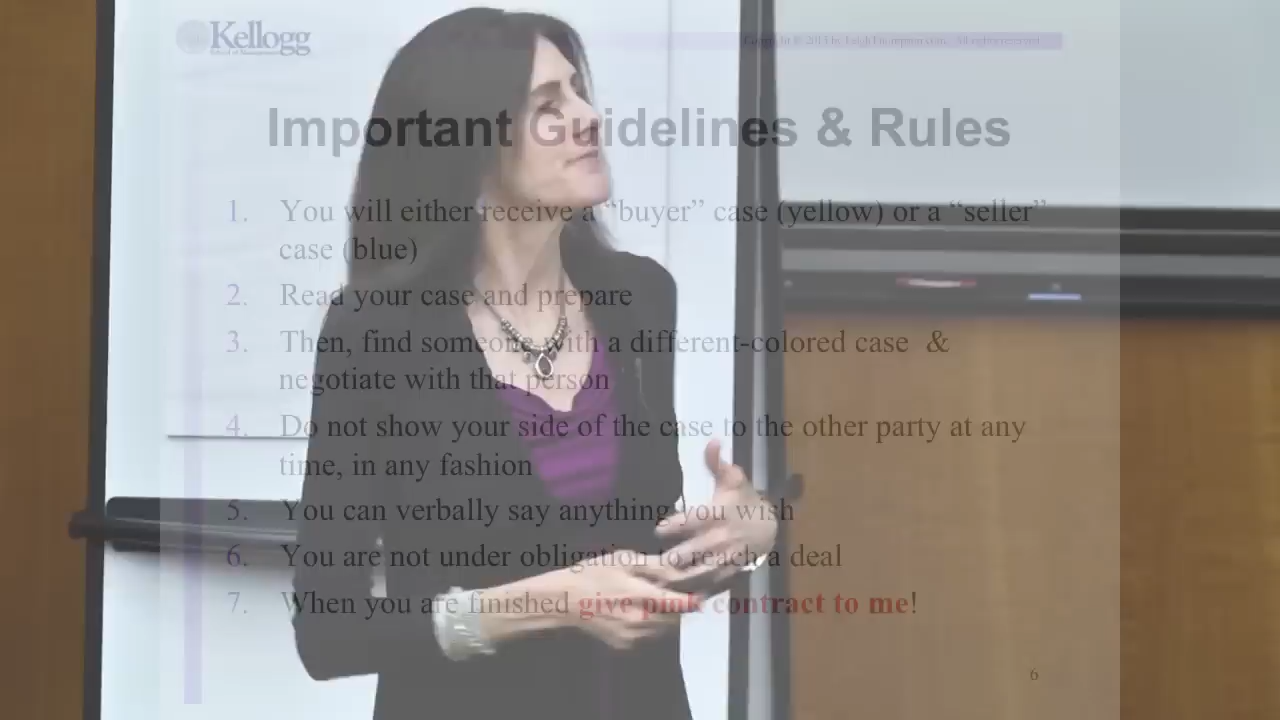 Kellogg
School of Management
Important Guidelines & Rules
1. You will either receive a “buyer” case (yellow) or a “seller”
case (blue)
2. Read your case and prepare
3. Then, find someone with a different-colored case &
negotiate with that person
4. Do not show your side of the case to the other party at any
time, in any fashion
5. You can verbally say anything you wish
6. You are not under obligation to reach a deal
7. When you are finished give pink contract to me!
6